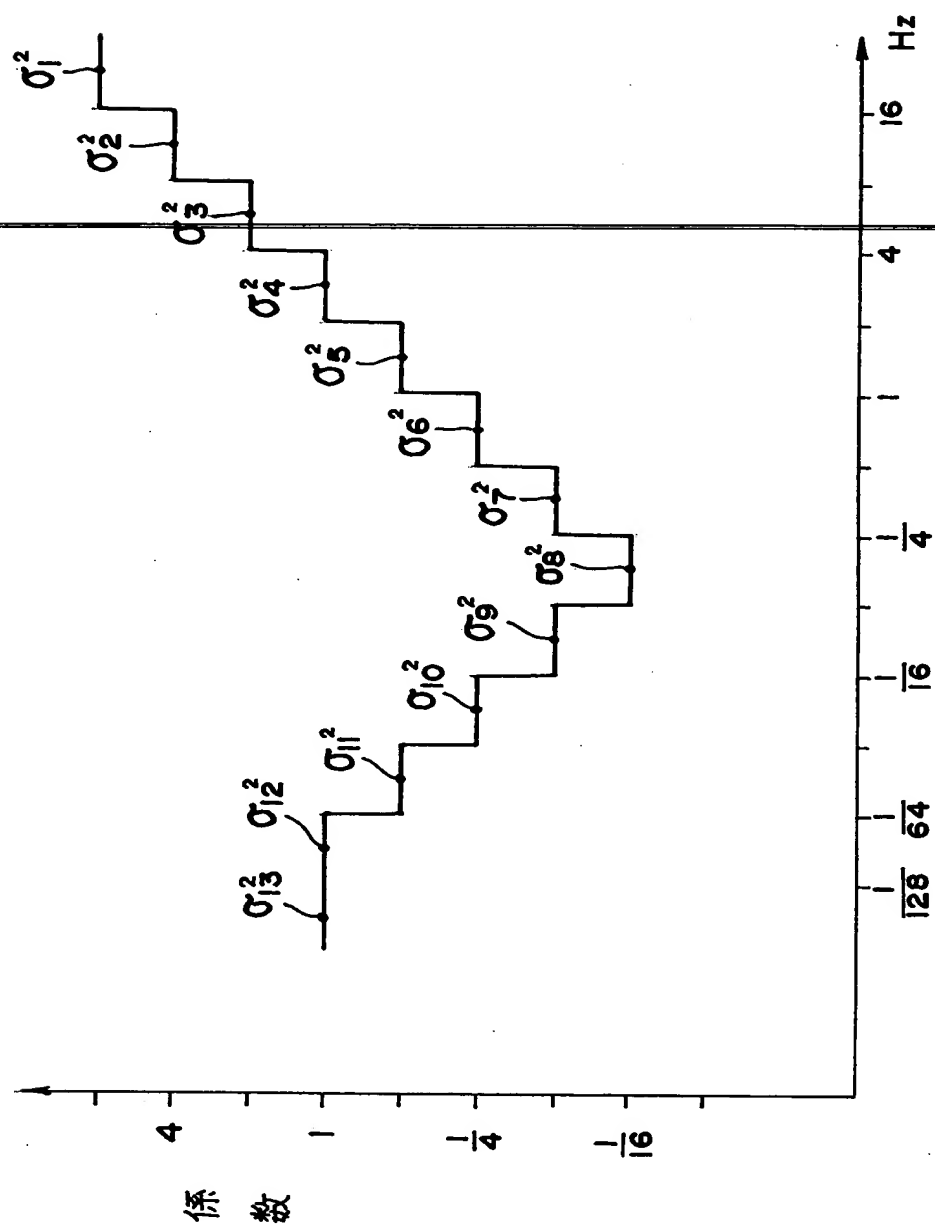 係数
4
1
1/4
1/16
σ₁₃²
σ₁₂²
σ₁₁²
σ₁₀²
σ₉²
σ₈²
σ₇²
σ₆²
σ₅²
σ₄²
σ₃²
σ₂²
σ₁²
1/128
1/64
1/16
1/4
1
4
16
Hz